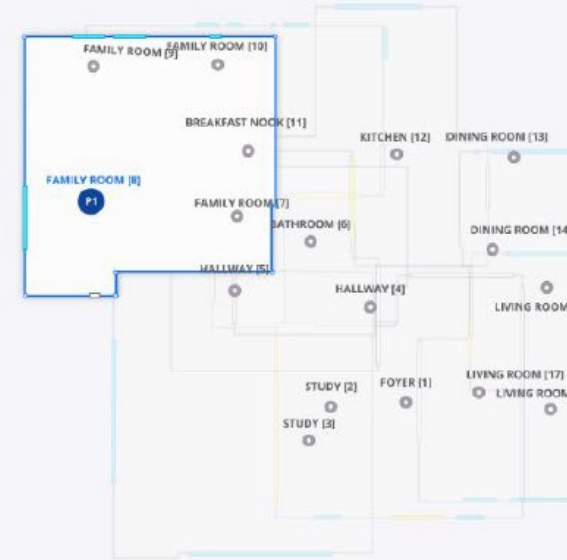 FAMILY ROOM [9]
FAMILY ROOM [10]
BREAKFAST NOOK [11]
KITCHEN [12]
DINING ROOM [13]
FAMILY ROOM [8]
P1
FAMILY ROOM [7]
BATHROOM [6]
DINING ROOM [14
HALLWAY [5]
HALLWAY [4]
LIVING ROOM
LIVING ROOM [17]
LIVING ROOM
STUDY [2]
FOYER [1]
STUDY [3]